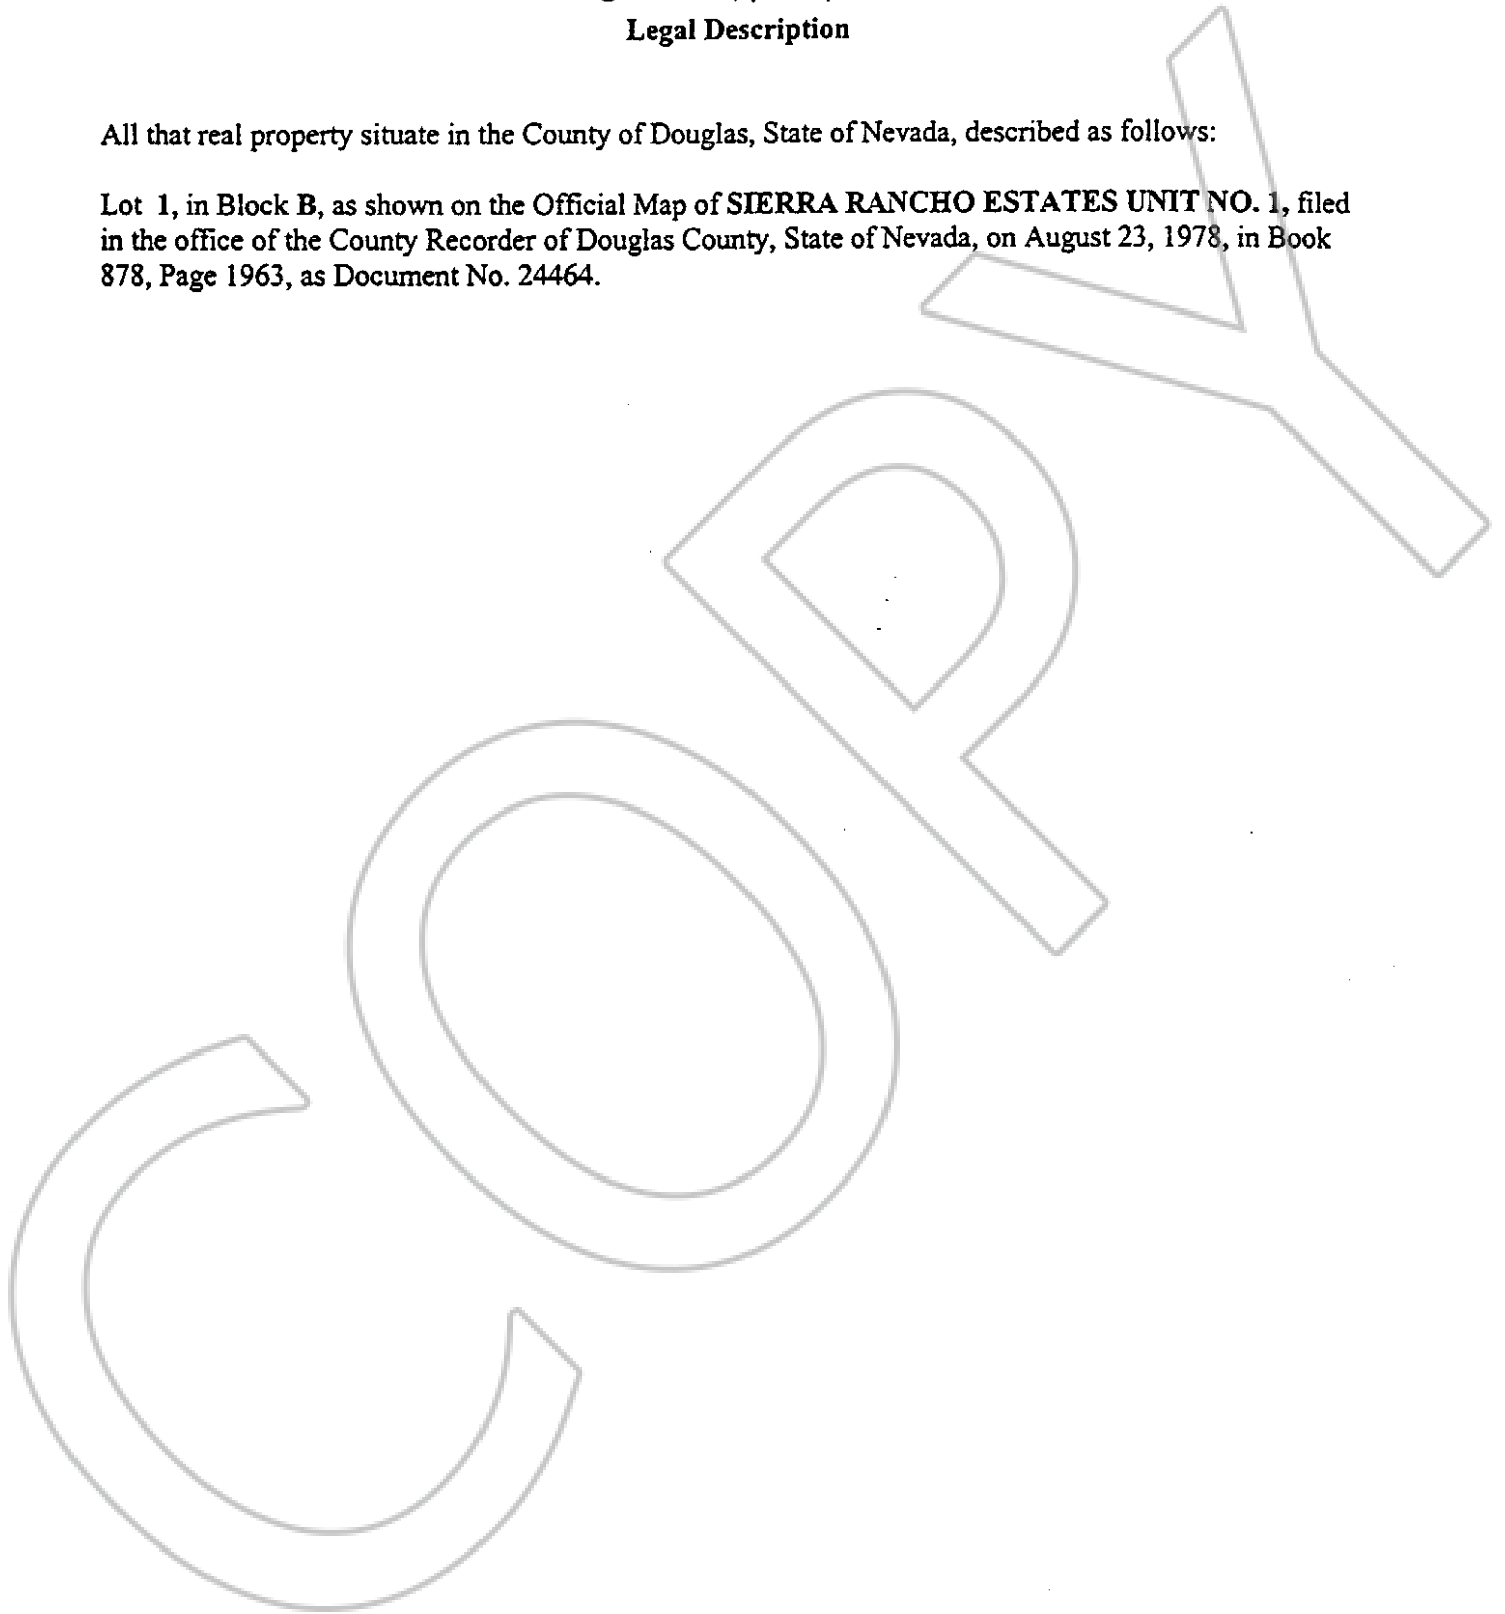 Legal Description
All that real property situate in the County of Douglas, State of Nevada, described as follows:
Lot 1, in Block B, as shown on the Official Map of SIERRA RANCHO ESTATES UNIT NO. 1, filed
in the office of the County Recorder of Douglas County, State of Nevada, on August 23, 1978, in Book
878, Page 1963, as Document No. 24464.
COPY